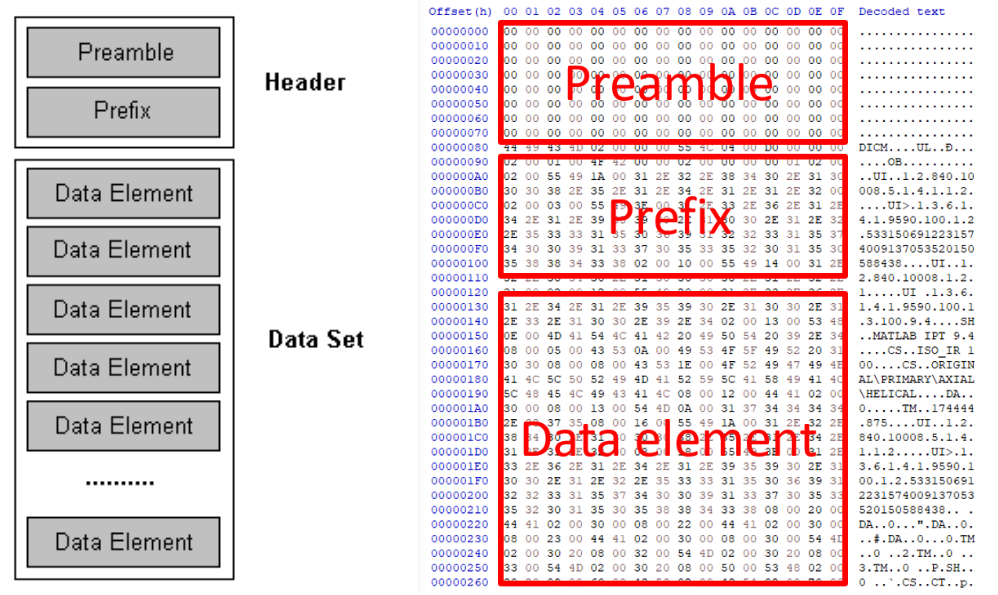 Preamble
Prefix
Header
Data Element
Data Element
Data Element
Data Element
Data Element
..........
Data Element
Data Set
Offset(h) 00 01 02 03 04 05 06 07 08 09 0A 0B 0C 0D 0E 0F Decoded text
00000000 00 00 00 00 00 00 00 00 00 00 00 00 00 00 00 00 ................
00000010 00 00 00 00 00 00 00 00 00 00 00 00 00 00 00 00 ................
00000020 00 00 00 00 00 00 00 00 00 00 00 00 00 00 00 00 ................
00000030 00 00 00 ................
00000040 00 00 00 ................
00000050 00 00 00 ................
00000060 00 00 00 00 00 00 00 00 00 00 00 00 00 00 00 00 ................
00000070 00 00 00 00 00 00 00 00 00 00 00 00 00 00 00 00 ................
Preamble
00000080 44 49 43 4D 02 00 00 00 55 4C 04 00 D0 00 00 00 DICM....UL..Ð...
00000090 02 00 01 00 4F 42 00 00 02 00 00 00 00 01 02 00 ....OB..........
000000A0 02 00 55 49 1A 00 31 2E 32 2E 38 34 30 2E 31 30 ..UI..1.2.840.10
000000B0 30 30 38 2E 35 2E 31 2E 34 2E 31 2E 31 2E 32 00 008.5.1.4.1.1.2.
000000C0 02 00 03 00 55 2E 36 2E 31 2E ....UI>.1.3.6.1.
000000D0 34 2E 31 2E 39 30 2E 31 2E 32 4.1.9590.100.1.2
000000E0 2E 35 33 33 31 32 33 31 35 37 .533150691223157
000000F0 34 30 30 39 31 33 37 30 35 33 35 32 30 31 35 30 400913705352015 0
Prefix
00000100 35 38 38 34 33 38 02 00 10 00 55 49 14 00 31 2E 588438....UI..1.
00000110 2.840.10008.1.2.
00000120 1.....UI .1.3.6.
00000130 31 2E 34 2E 31 2E 39 35 39 30 2E 31 30 30 2E 31 1.4.1.9590.100.1
00000140 2E 33 2E 31 30 30 2E 39 2E 34 02 00 13 00 53 48 .3.100.9.4....SH
00000150 0E 00 4D 41 54 4C 41 42 20 49 50 54 20 39 2E 34 ..MATLAB IPT 9.4
00000160 08 00 05 00 43 53 0A 00 49 53 4F 5F 49 52 20 31 ....CS..ISO_IR 1
00000170 30 30 08 00 08 00 43 53 1E 00 4F 52 49 47 49 4E 00....CS..ORIGIN
00000180 41 4C 5C 50 52 49 4D 41 52 59 5C 41 58 49 41 4C AL\PRIMARY\AXIAL
00000190 5C 48 45 4C 49 43 41 4C 08 00 12 00 44 41 02 00 \HELICAL....DA..
000001A0 30 00 08 00 13 00 54 4D 0A 00 31 37 34 34 34 34 0.....TM..174444
000001B0 2E 37 35 08 00 16 00 55 49 1A 00 31 2E 32 2E .875....UI..1.2.
000001C0 38 840.10008.5.1.4.
000001D0 31 1.1.2.....UI>.1.
Data element
000001E0 33 2E 36 2E 31 2E 34 2E 31 2E 39 35 39 30 2E 31 3.6.1.4.1.9590.1
000001F0 30 30 2E 31 2E 32 2E 35 33 33 31 35 30 36 39 31 00.1.2.533150691
00000200 32 32 33 31 35 37 34 30 30 39 31 33 37 30 35 33 2231574009137053
00000210 35 32 30 31 35 30 35 38 38 34 33 38 08 00 20 00 520150588438.. .
00000220 44 41 02 00 30 00 08 00 22 00 44 41 02 00 30 00 DA..0...".DA..0.
00000230 08 00 23 00 44 41 02 00 30 00 08 00 30 00 54 4D ..#.DA..0...0.TM
00000240 02 00 30 20 08 00 32 00 54 4D 02 00 30 20 08 00 ..0 ..2.TM..0 ..
00000250 33 00 54 4D 02 00 30 20 08 00 50 00 53 48 02 00 3.TM..0 ..P.SH..
00000260 0 ..`.CS..CT..p.